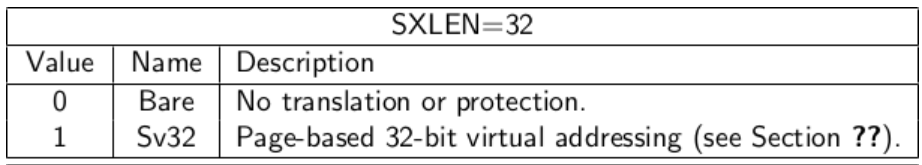 SXLEN=32
Value Name Description
0 Bare No translation or protection.
1 Sv32 Page-based 32-bit virtual addressing (see Section ??).